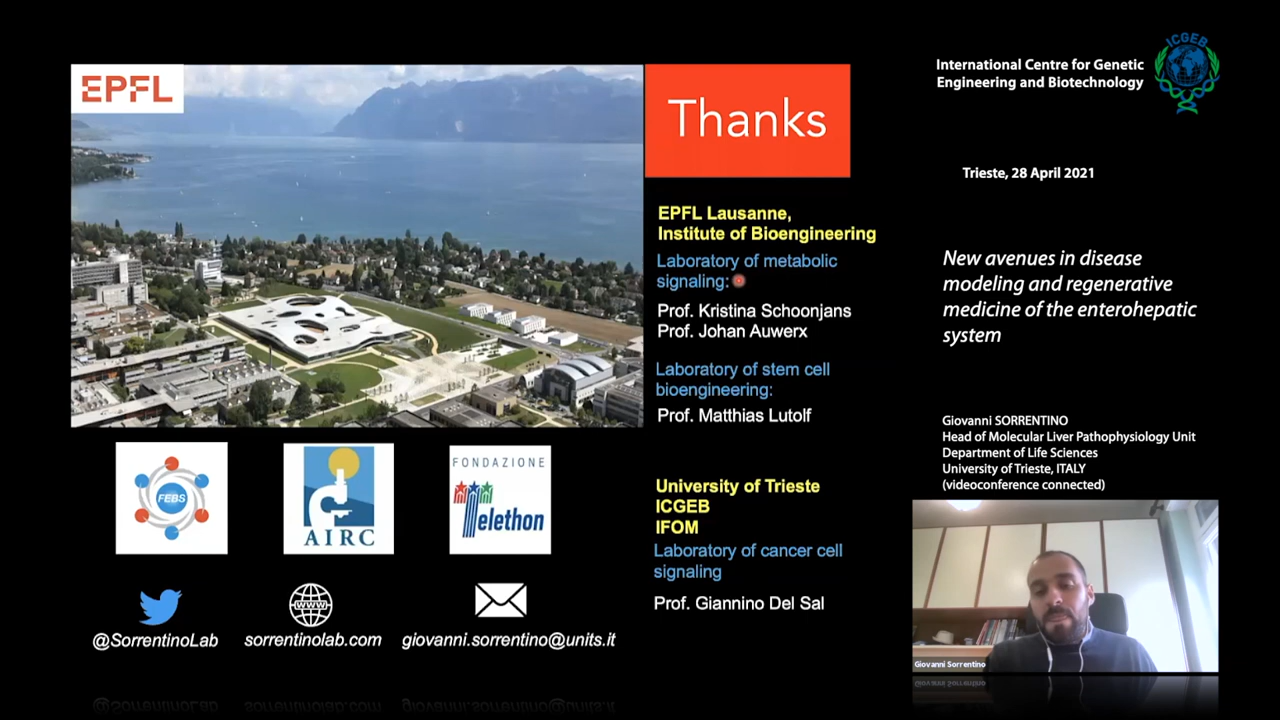 EPFL
Thanks
EPFL Lausanne,
Institute of Bioengineering
Laboratory of metabolic
signaling:
Prof. Kristina Schoonjans
Prof. Johan Auwerx
Laboratory of stem cell
bioengineering:
Prof. Matthias Lutolf
University of Trieste
ICGEB
IFOM
Laboratory of cancer cell
signaling
Prof. Giannino Del Sal
FEBS
AIRC
FONDAZIONE
Telethon
WWW
@SorrentinoLab
sorrentinolab.com
giovanni.sorrentino@units.it
International Centre for Genetic
Engineering and Biotechnology
ICGEB
Trieste, 28 April 2021
New avenues in disease
modeling and regenerative
medicine of the enterohepatic
system
Giovanni SORRENTINO
Head of Molecular Liver Pathophysiology Unit
Department of Life Sciences
University of Trieste, ITALY
(videoconference connected)
Giovanni Sorrentino